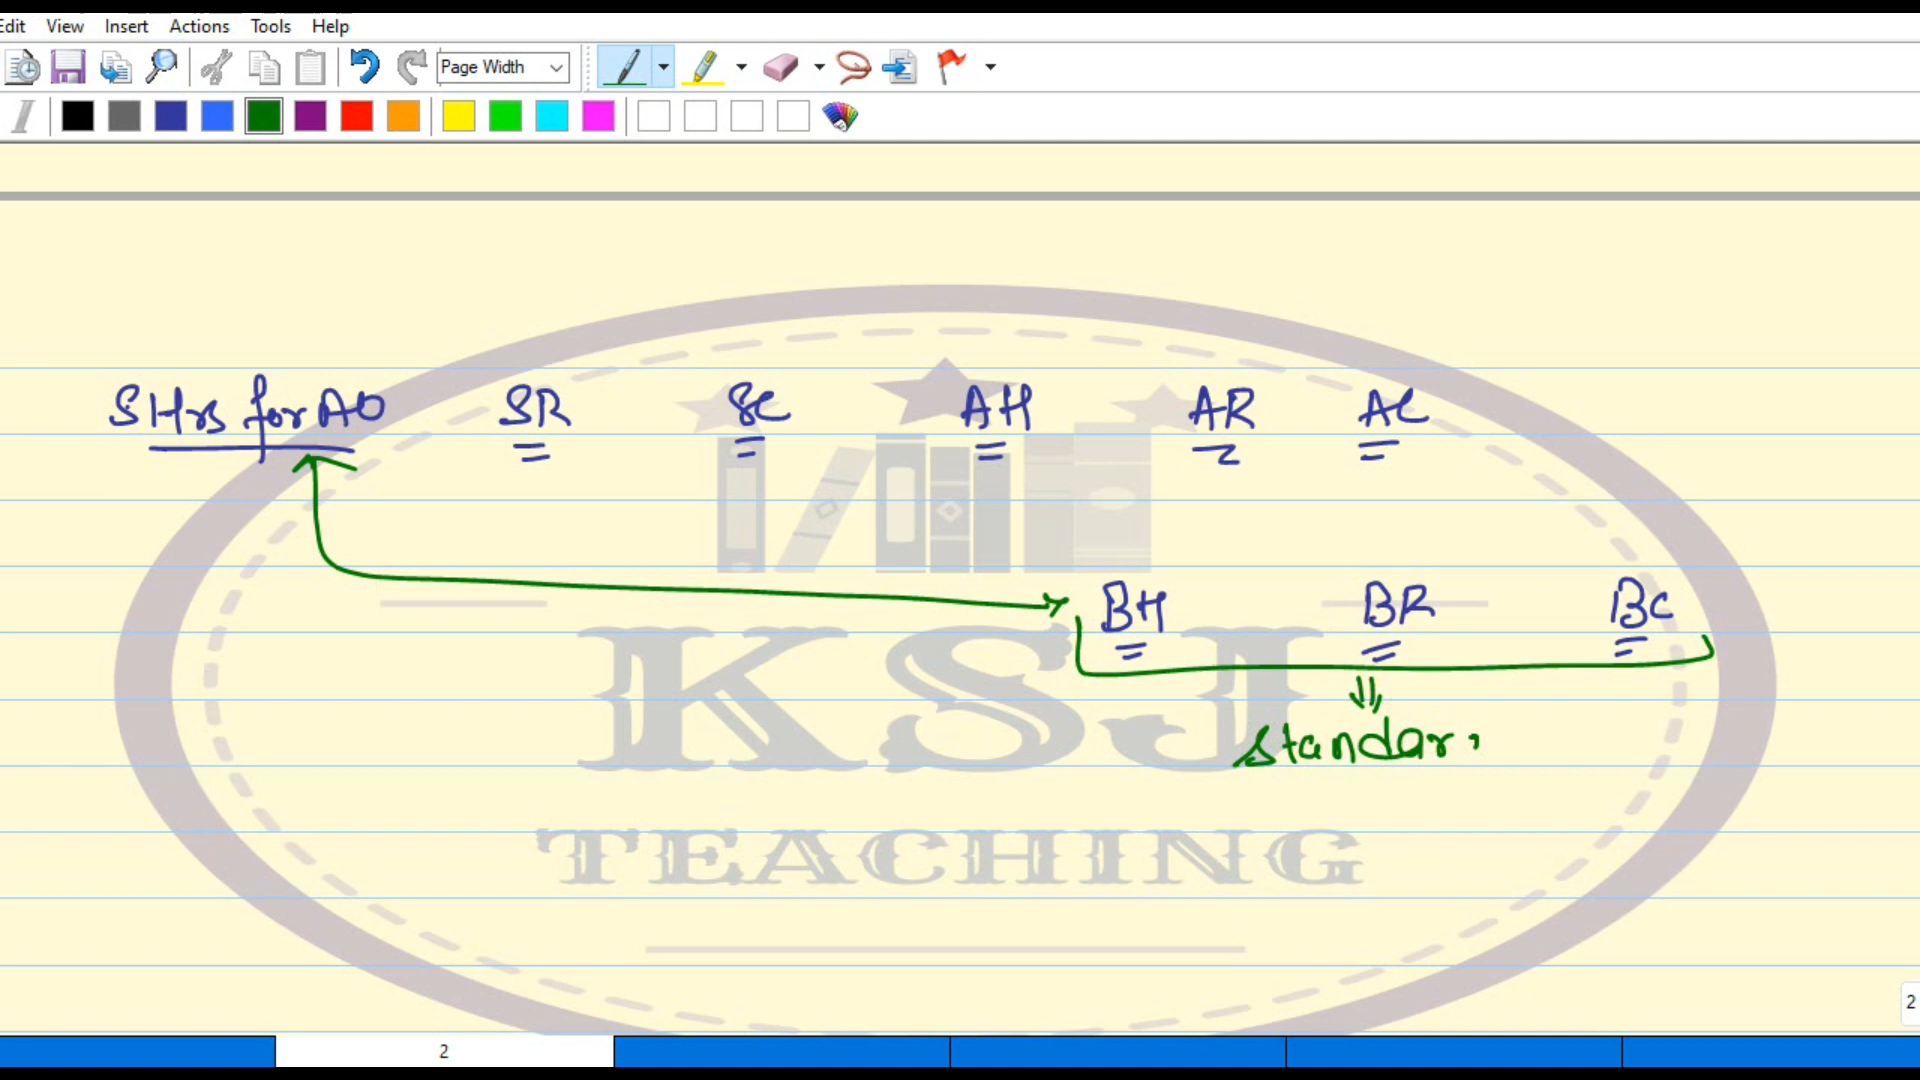 Edit View Insert Actions Tools Help
Page Width
SHrs for AO SR SC AH AR AC
BH BR BC
Standar
KSJ
TEACHING
2
2